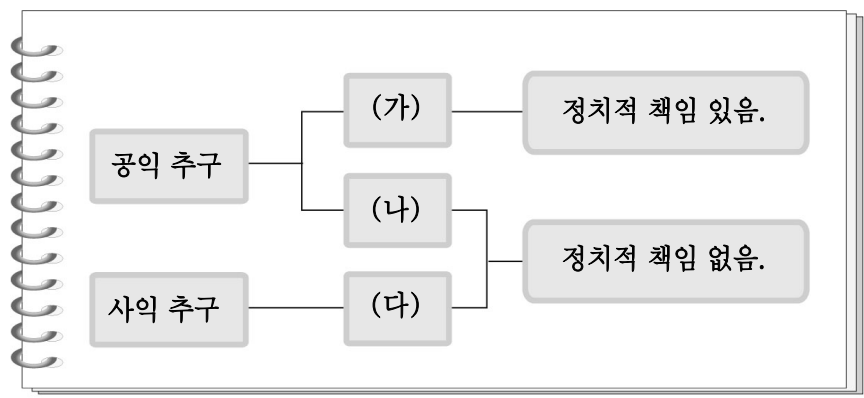 (가)
정치적 책임 있음.
공익 추구
(나)
정치적 책임 없음.
사익 추구
(다)